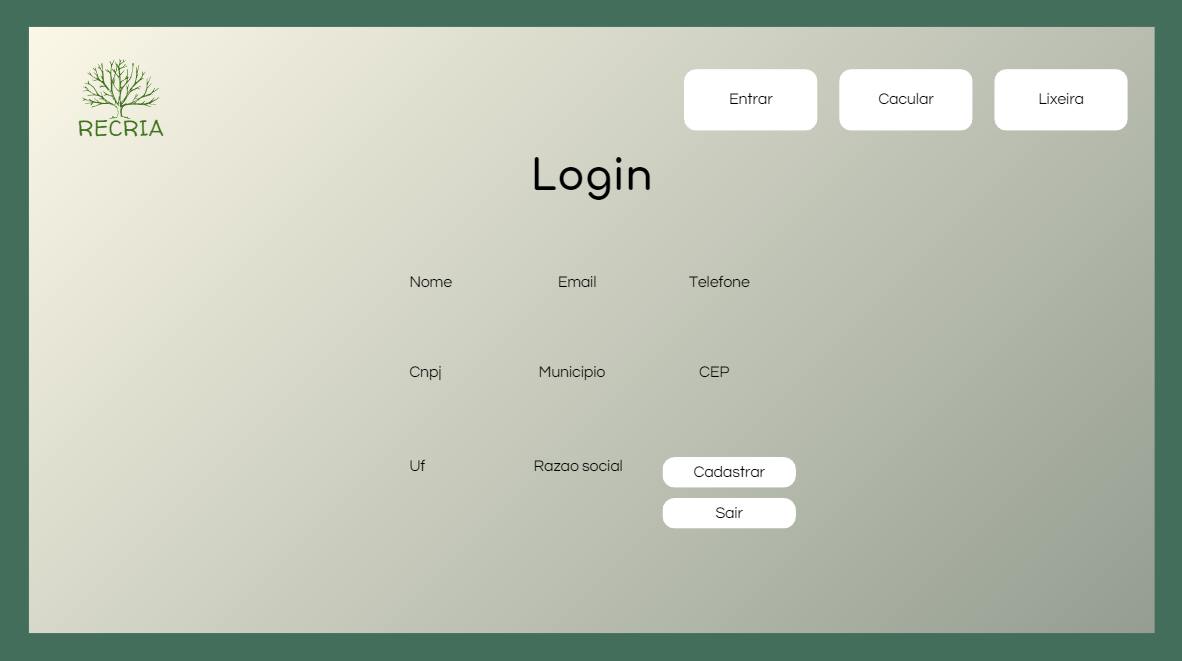 RECRIA
Entrar
Cacular
Lixeira
Login
Nome
Email
Telefone
Cnpj
Municipio
CEP
Uf
Razao social
Cadastrar
Sair